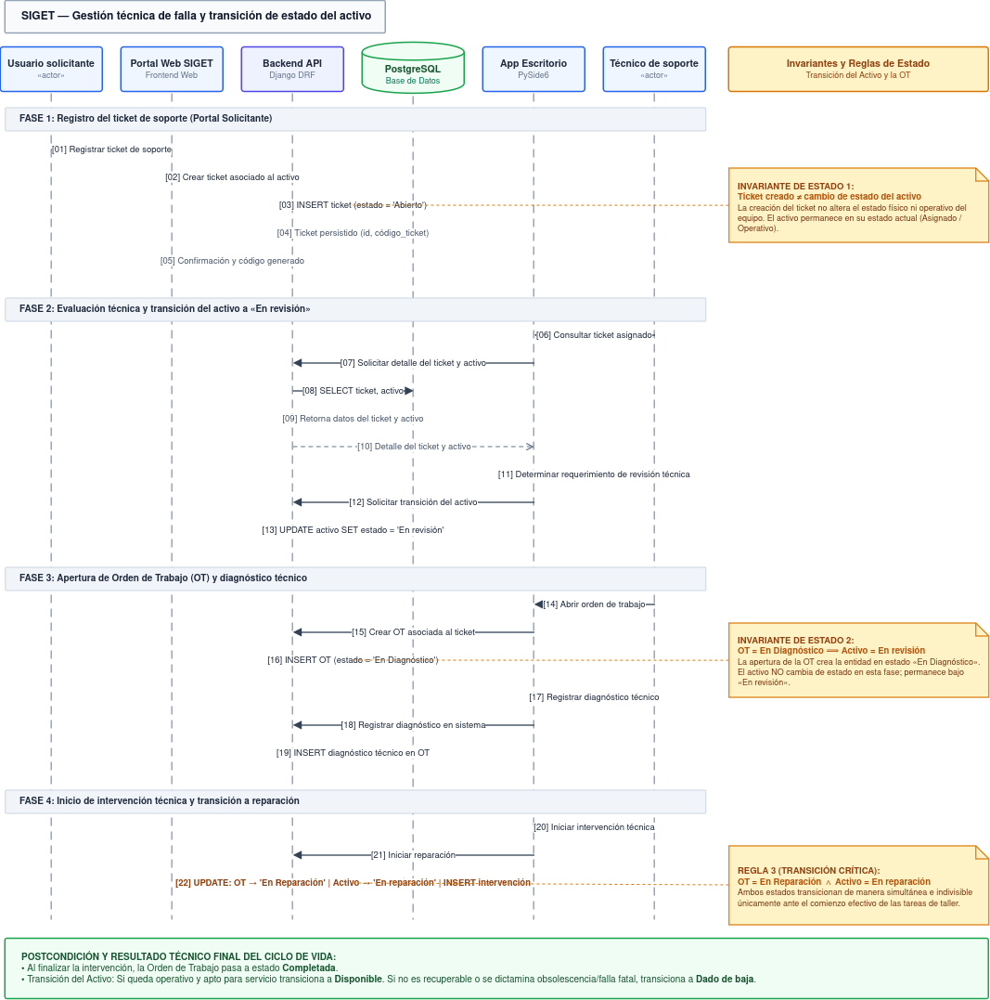 SIGET — Gestión técnica de falla y transición de estado del activo
Usuario solicitante
«actor»
Portal Web SIGET
Frontend Web
Backend API
Django DRF
PostgreSQL
Base de Datos
App Escritorio
PySide6
Técnico de soporte
«actor»
Invariantes y Reglas de Estado
Transición del Activo y la OT
FASE 1: Registro del ticket de soporte (Portal Solicitante)
[01] Registrar ticket de soporte
[02] Crear ticket asociado al activo
[03] INSERT ticket (estado = 'Abierto')
[04] Ticket persistido (id, código_ticket)
[05] Confirmación y código generado
INVARIANTE DE ESTADO 1:
Ticket creado ≠ cambio de estado del activo
La creación del ticket no altera el estado físico ni operativo del
equipo. El activo permanece en su estado actual (Asignado /
Operativo).
FASE 2: Evaluación técnica y transición del activo a «En revisión»
[06] Consultar ticket asignado
[07] Solicitar detalle del ticket y activo
[08] SELECT ticket, activo
[09] Retorna datos del ticket y activo
[10] Detalle del ticket y activo
[11] Determinar requerimiento de revisión técnica
[12] Solicitar transición del activo
[13] UPDATE activo SET estado = 'En revisión'
FASE 3: Apertura de Orden de Trabajo (OT) y diagnóstico técnico
[14] Abrir orden de trabajo
[15] Crear OT asociada al ticket
[16] INSERT OT (estado = 'En Diagnóstico')
[17] Registrar diagnóstico técnico
[18] Registrar diagnóstico en sistema
[19] INSERT diagnóstico técnico en OT
INVARIANTE DE ESTADO 2:
OT = En Diagnóstico ⟹ Activo = En revisión
La apertura de la OT crea la entidad en estado «En Diagnóstico».
El activo NO cambia de estado en esta fase; permanece bajo
«En revisión».
FASE 4: Inicio de intervención técnica y transición a reparación
[20] Iniciar intervención técnica
[21] Iniciar reparación
[22] UPDATE: OT → 'En Reparación' | Activo → 'En reparación' | INSERT intervención
REGLA 3 (TRANSICIÓN CRÍTICA):
OT = En Reparación ∧ Activo = En reparación
Ambos estados transicionan de manera simultánea e indivisible
únicamente ante el comienzo efectivo de las tareas de taller.
POSTCONDICIÓN Y RESULTADO TÉCNICO FINAL DEL CICLO DE VIDA:
• Al finalizar la intervención, la Orden de Trabajo pasa a estado Completada.
• Transición del Activo: Si queda operativo y apto para servicio transiciona a Disponible. Si no es recuperable o se dictamina obsolescencia/falla fatal, transiciona a Dado de baja.